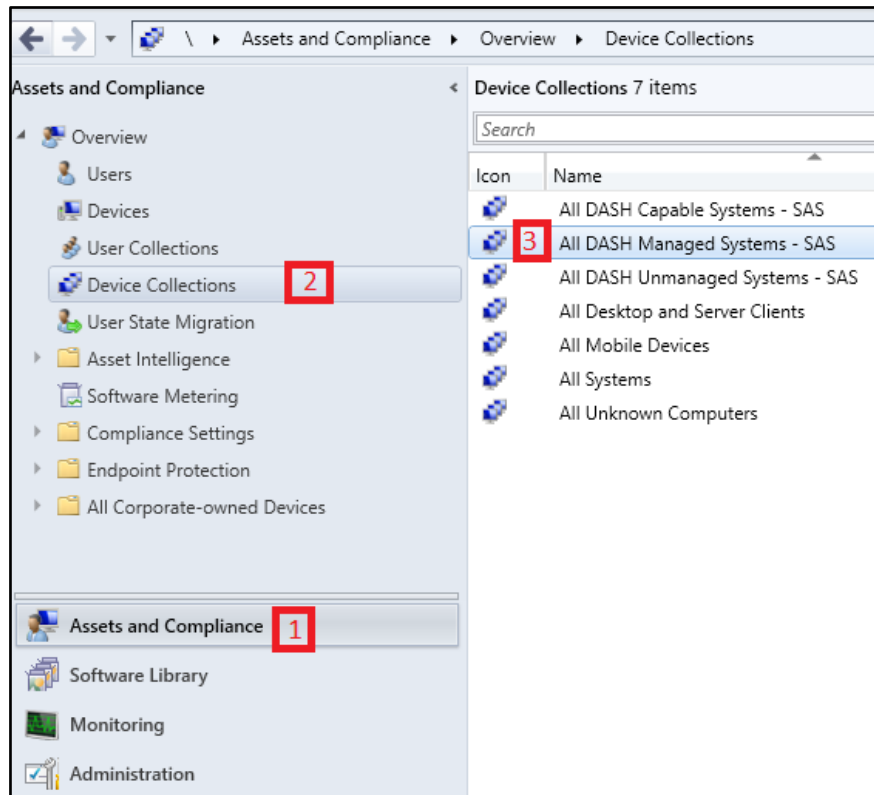 \ Assets and Compliance Overview Device Collections
Assets and Compliance
Overview
Users
Devices
User Collections
Device Collections 2
User State Migration
Asset Intelligence
Software Metering
Compliance Settings
Endpoint Protection
All Corporate-owned Devices
Assets and Compliance 1
Software Library
Monitoring
Administration
Device Collections 7 items
Search
Icon Name
All DASH Capable Systems - SAS
3 All DASH Managed Systems - SAS
All DASH Unmanaged Systems - SAS
All Desktop and Server Clients
All Mobile Devices
All Systems
All Unknown Computers